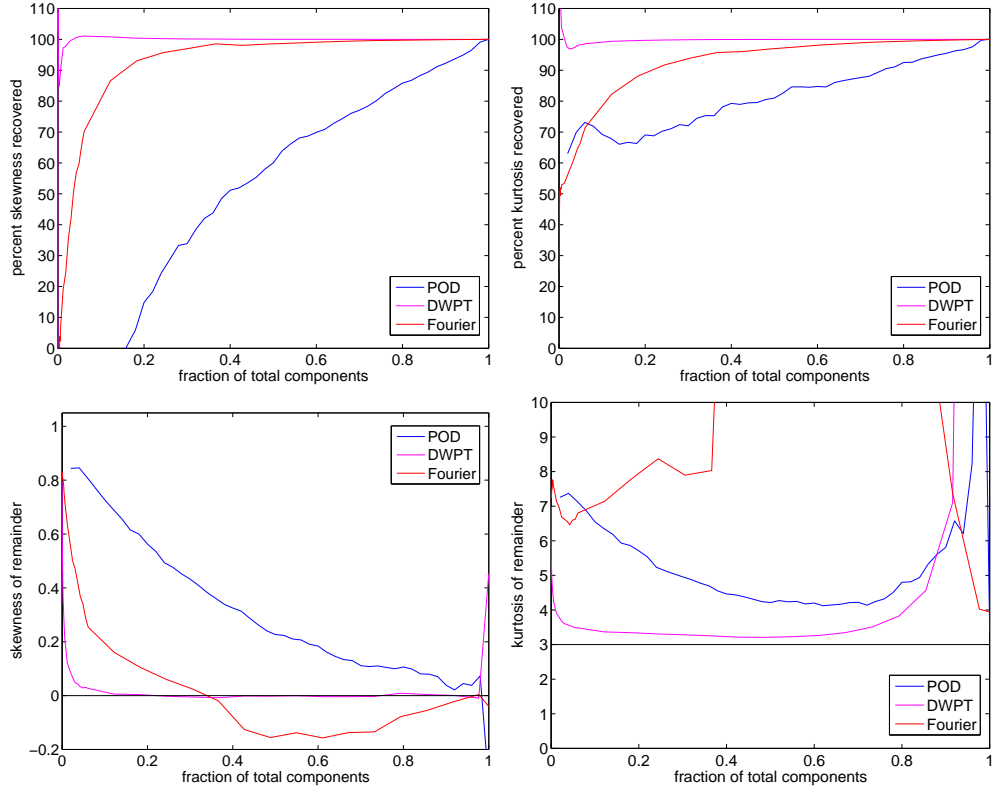 percent skewness recovered
110
100
90
80
70
60
50
40
30
20
10
0
0 0.2 0.4 0.6 0.8 1
fraction of total components
POD
DWPT
Fourier
percent kurtosis recovered
110
100
90
80
70
60
50
40
30
20
10
0
0 0.2 0.4 0.6 0.8 1
fraction of total components
POD
DWPT
Fourier
skewness of remainder
1
0.8
0.6
0.4
0.2
0
−0.2
0 0.2 0.4 0.6 0.8 1
fraction of total components
POD
DWPT
Fourier
kurtosis of remainder
10
9
8
7
6
5
4
3
2
1
0
0 0.2 0.4 0.6 0.8 1
fraction of total components
POD
DWPT
Fourier